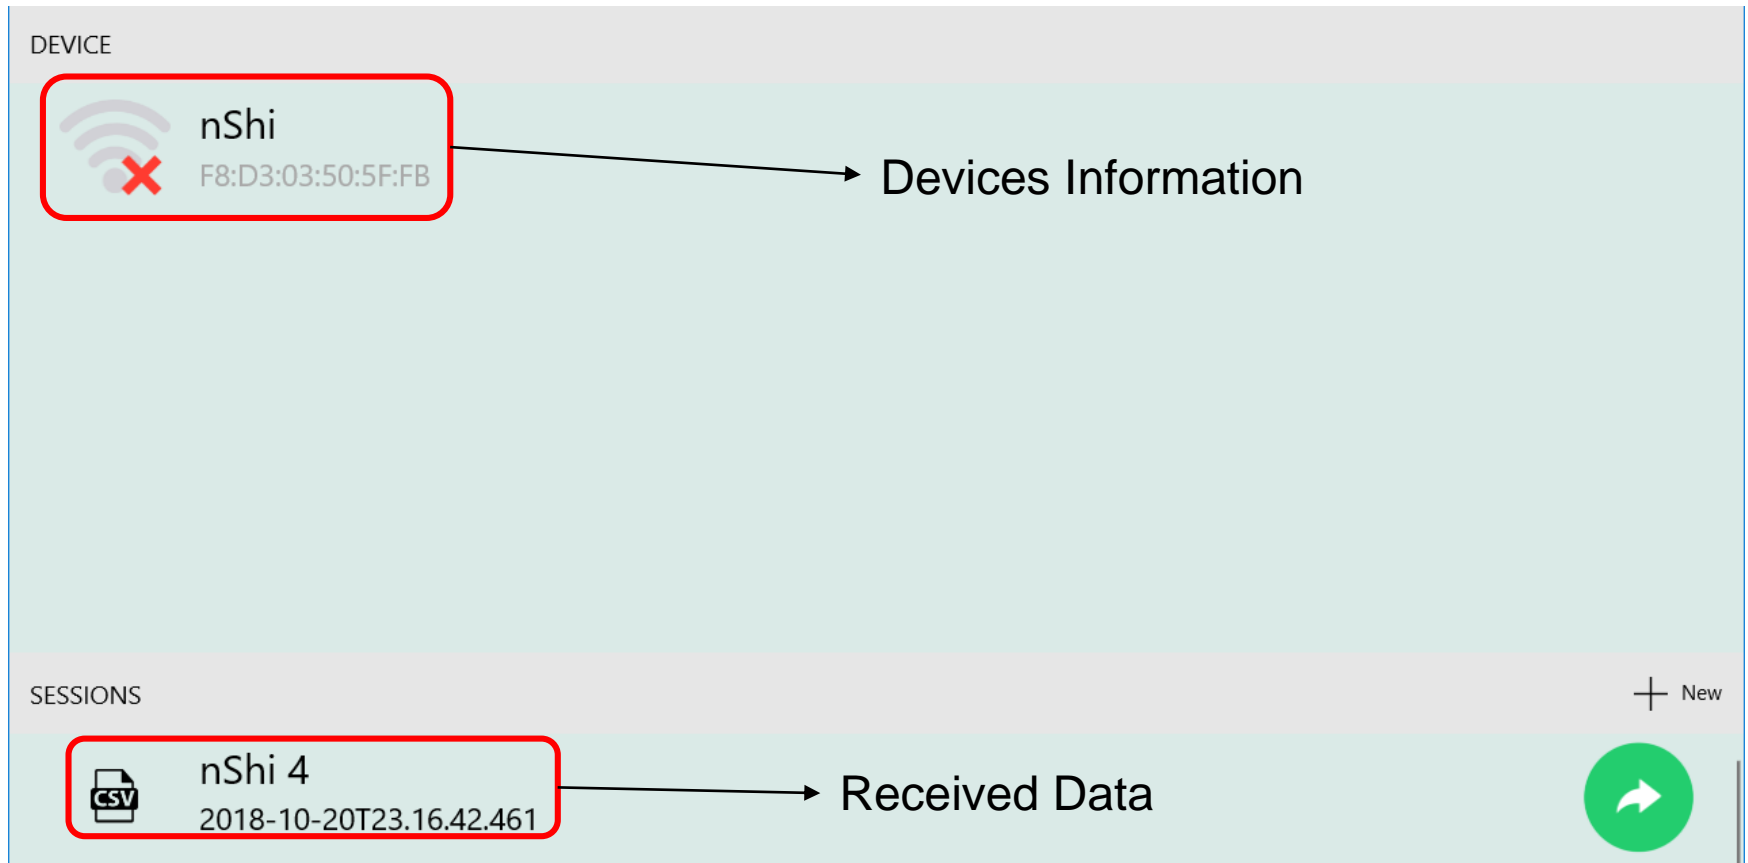 DEVICE
nShi
F8:D3:03:50:5F:FB
Devices Information
SESSIONS
New
nShi 4
CSV
2018-10-20T23.16.42.461
Received Data